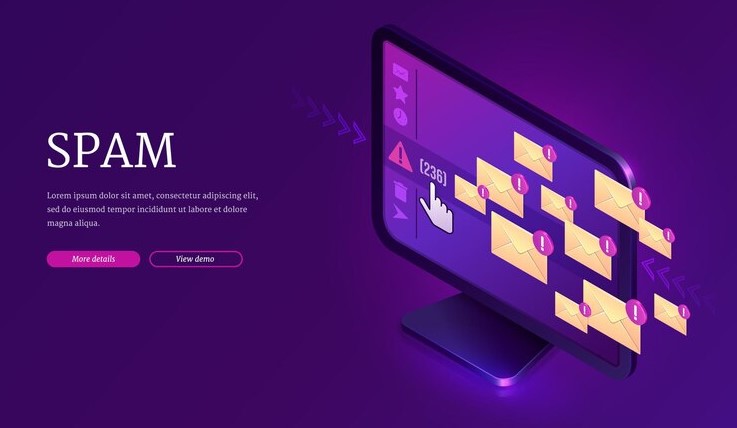 SPAM
Lorem ipsum dolor sit amet, consectetur adipiscing elit,
sed do eiusmod tempor incididunt ut labore et dolore
magna aliqua.
More details
View demo
(236)